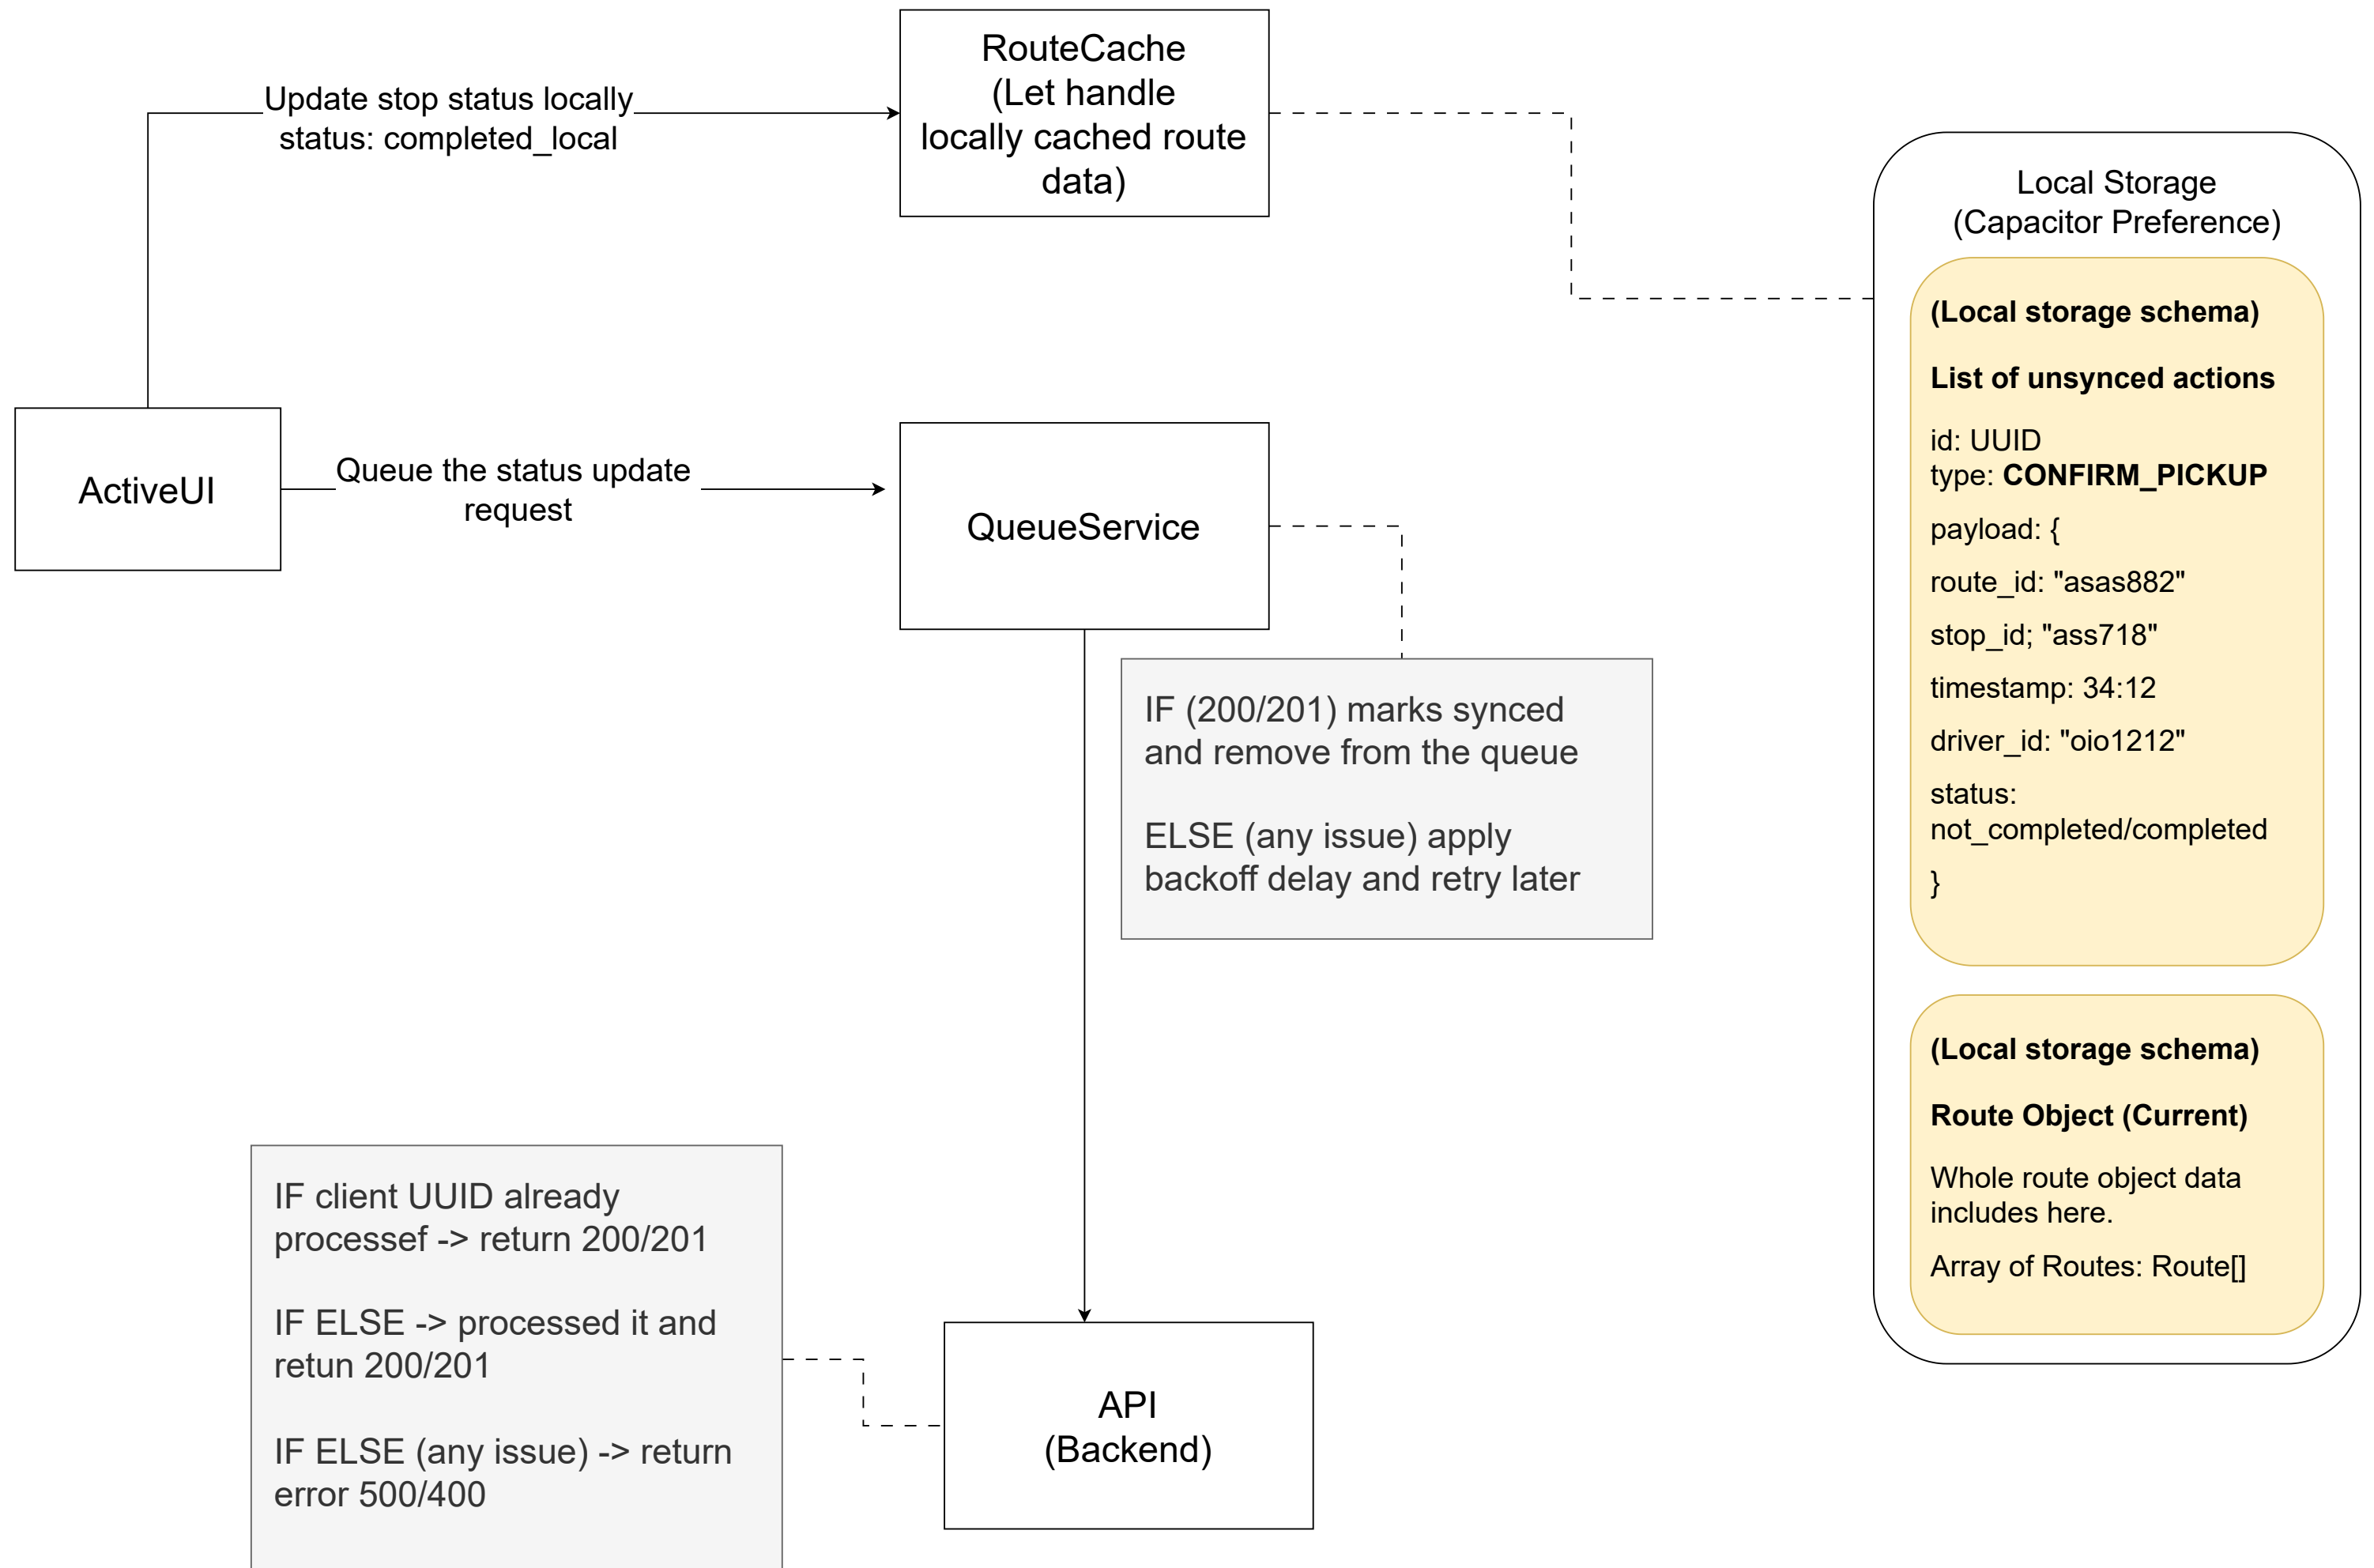 RouteCache
(Let handle
locally cached route
data)
Update stop status locally
status: completed_local
Local Storage
(Capacitor Preference)
(Local storage schema)
List of unsynced actions
id: UUID
type: CONFIRM_PICKUP
payload: {
route_id: "asas882"
stop_id; "ass718"
timestamp: 34:12
driver_id: "oio1212"
status:
not_completed/completed
}
ActiveUI
Queue the status update
request
QueueService
IF (200/201) marks synced
and remove from the queue
ELSE (any issue) apply
backoff delay and retry later
(Local storage schema)
Route Object (Current)
Whole route object data
includes here.
Array of Routes: Route[]
IF client UUID already
processef -> return 200/201
IF ELSE -> processed it and
retun 200/201
IF ELSE (any issue) -> return
error 500/400
API
(Backend)